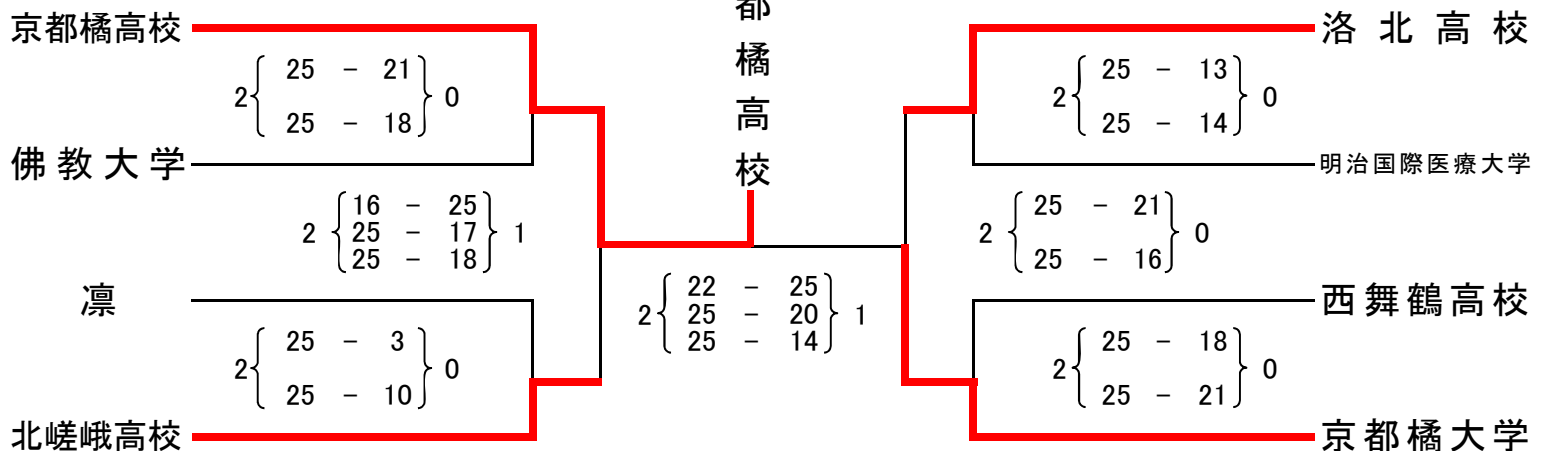 京都橘高校
2 25 - 21 0
25 - 18
佛教大学
2 16 - 25 1
25 - 17
25 - 18
凛
2 25 - 3 0
25 - 10
北嵯峨高校
都橘高校
2 22 - 25 1
25 - 20
25 - 14
洛北高校
2 25 - 13 0
25 - 14
明治国際医療大学
2 25 - 21 0
25 - 16
西舞鶴高校
2 25 - 18 0
25 - 21
京都橘大学